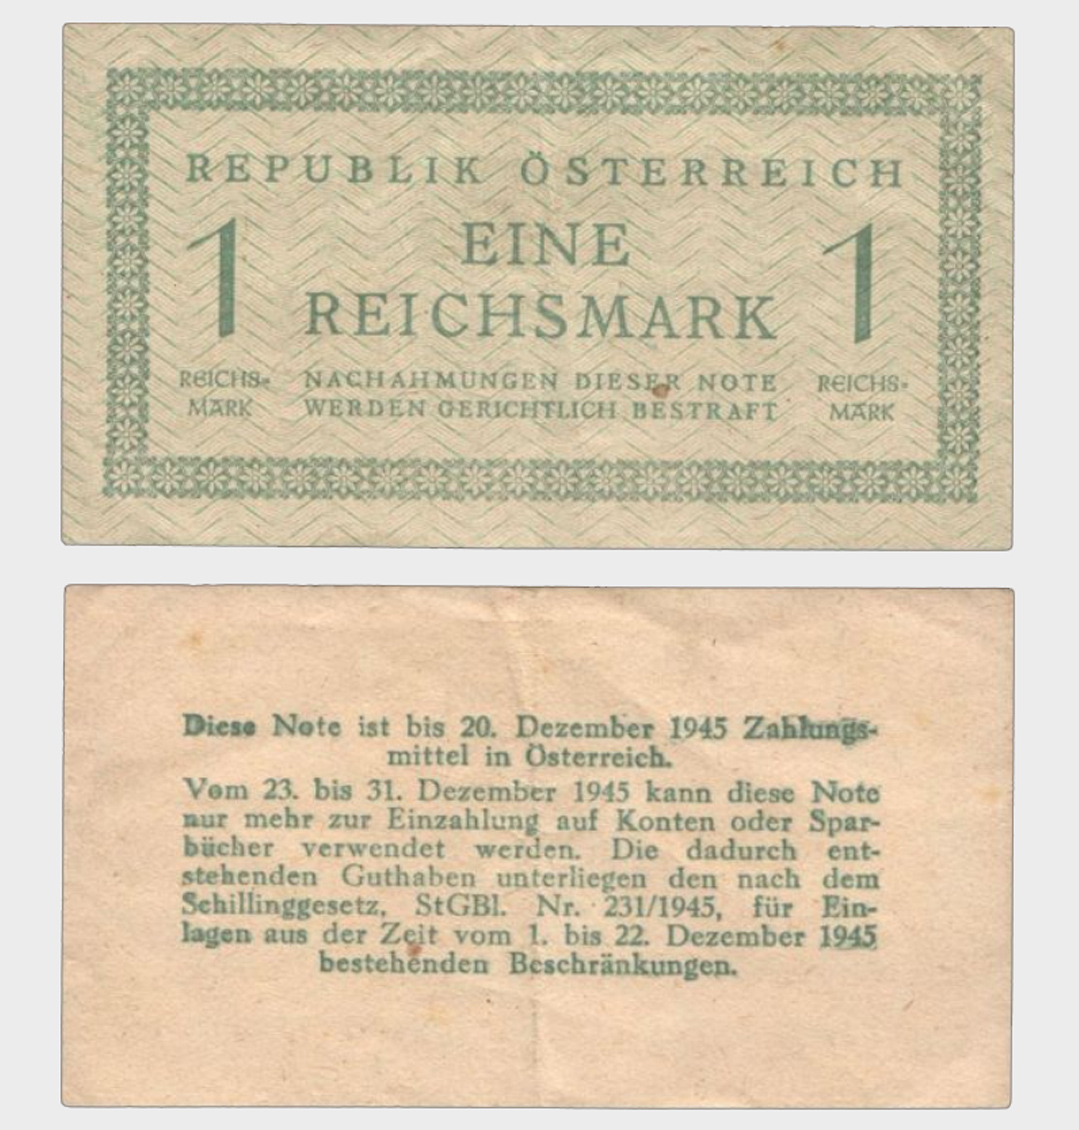 REPUBLIK ÖSTERREICH
1 EINE 1
REICHSMARK
REICHS- NACHAHMUNGEN DIESER NOTE REICHS-
MARK WERDEN GERICHTLICH BESTRAFT MARK
Diese Note ist bis 20. Dezember 1945 Zahlungs-
mittel in Österreich.
Vom 23. bis 31. Dezember 1945 kann diese Note
nur mehr zur Einzahlung auf Konten oder Spar-
bücher verwendet werden. Die dadurch ent-
stehenden Guthaben unterliegen den nach dem
Schillinggesetz, StGBl. Nr. 231/1945, für Ein-
lagen aus der Zeit vom 1. bis 22. Dezember 1945
bestehenden Beschränkungen.